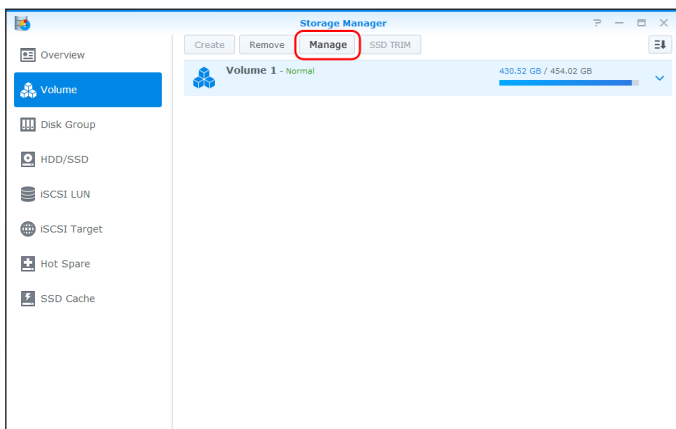 Storage Manager
Create Remove Manage SSD TRIM
Overview
Volume
Disk Group
HDD/SSD
iSCSI LUN
iSCSI Target
Hot Spare
SSD Cache
Volume 1 - Normal
430.52 GB / 454.02 GB